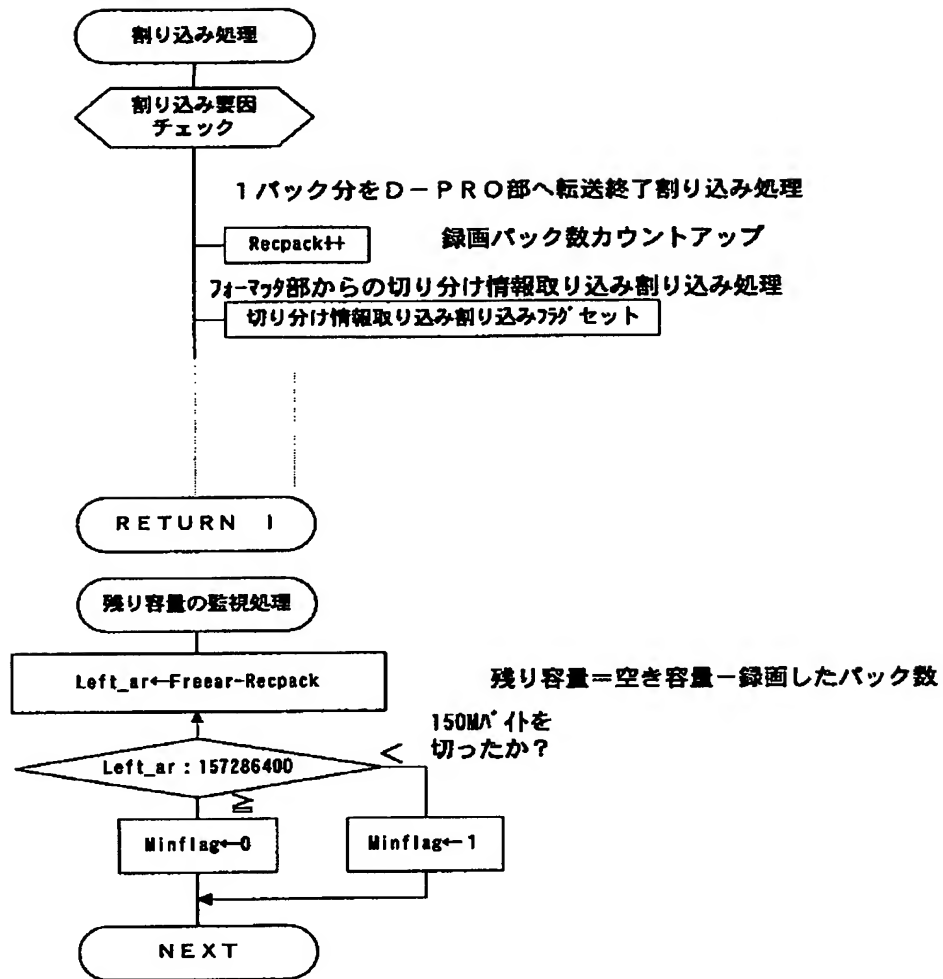 割り込み処理
割り込み要因
チェック
1パック分をD-PRO部へ転送終了割り込み処理
Recpack++
録画パック数カウントアップ
フォーマッタ部からの切り分け情報取り込み割り込み処理
切り分け情報取り込み割り込みフラグセット
RETURN I
残り容量の監視処理
Left_ar←Freear-Recpack
残り容量=空き容量-録画したパック数
150Mバイトを
切ったか?
Left_ar : 157286400
<
≧
Minflag←0
Minflag←1
NEXT